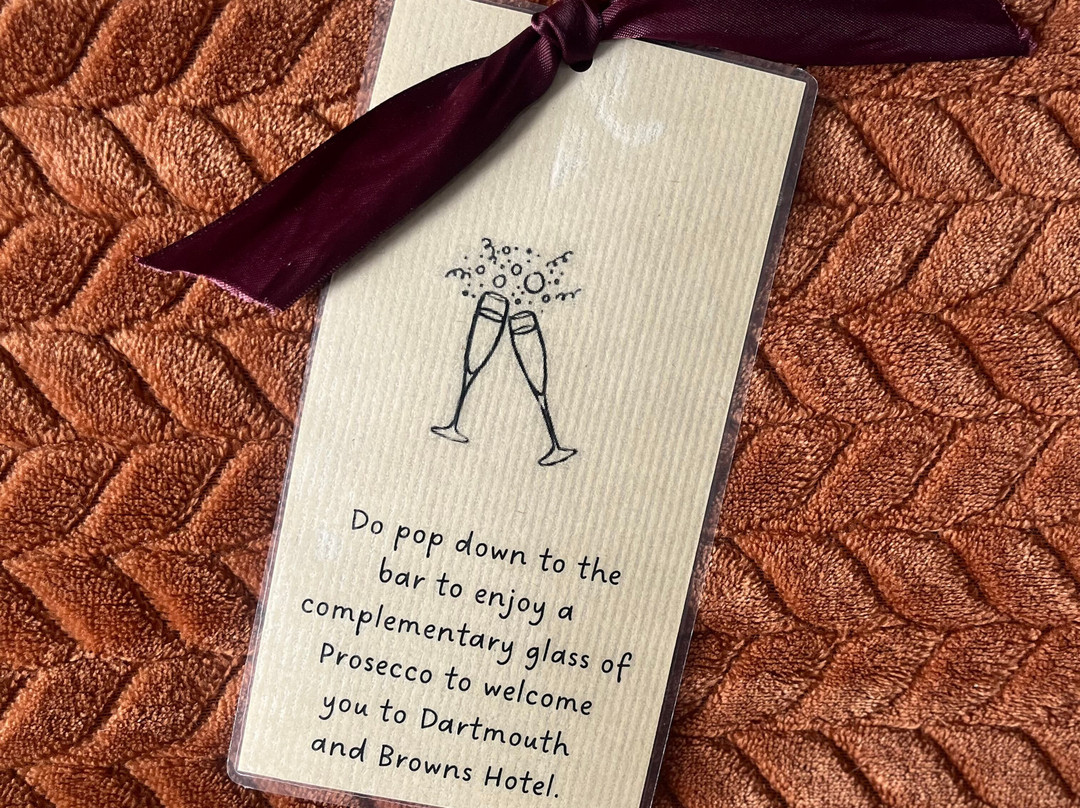 Do pop down to the
bar to enjoy a
complementary glass of
Prosecco to welcome
you to Dartmouth
and Browns Hotel.